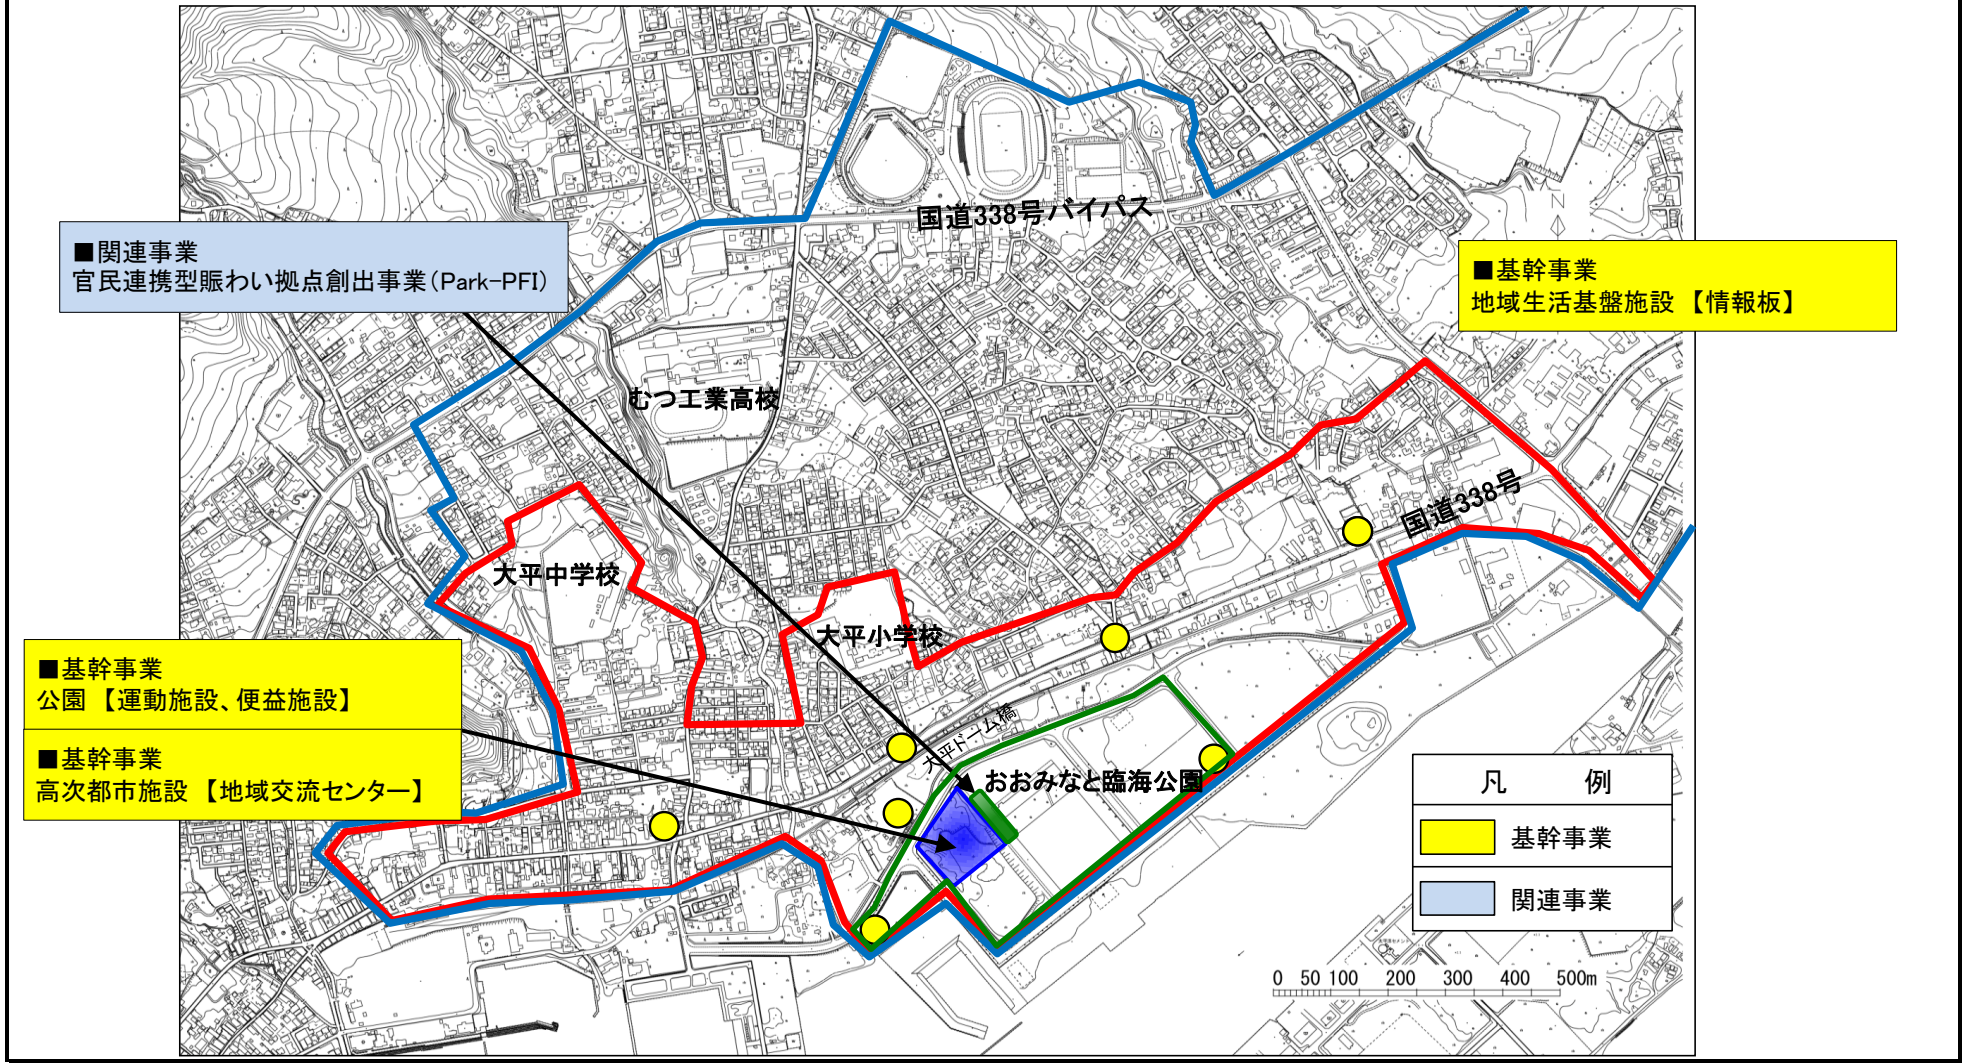 国道338号バイパス
N
■関連事業
官民連携型賑わい拠点創出事業(Park-PFI)
■基幹事業
地域生活基盤施設 【情報板】
むつ工業高校
国道338号
大平中学校
大平小学校
■基幹事業
公園 【運動施設、便益施設】
■基幹事業
高次都市施設 【地域交流センター】
大平ドーム橋
おおみなと臨海公園
凡 例
基幹事業
関連事業
0 50 100 200 300 400 500m